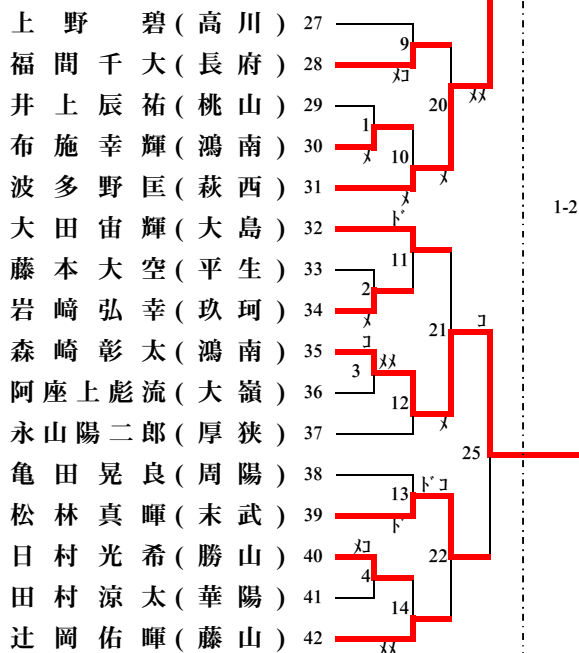 上野 碧(高川) 27
福間千大(長府) 28
井上辰祐(桃山) 29
布施幸輝(鴻南) 30
波多野匡(萩西) 31
大田宙輝(大島) 32
藤本大空(平生) 33
岩﨑弘幸(玖珂) 34
森崎彰太(鴻南) 35
阿座上彪流(大嶺) 36
永山陽二郎(厚狭) 37
亀田晃良(周陽) 38
松林真暉(末武) 39
日村光希(勝山) 40
田村涼太(華陽) 41
辻岡佑暉(藤山) 42
9
メコ
20
メメ
1
メ
10
メ
メ
1-2
ド
11
2
メ
21
コ
コ
3
メメ
12
メ
25
13
ドコ
ド
メコ
22
4
14
メメ